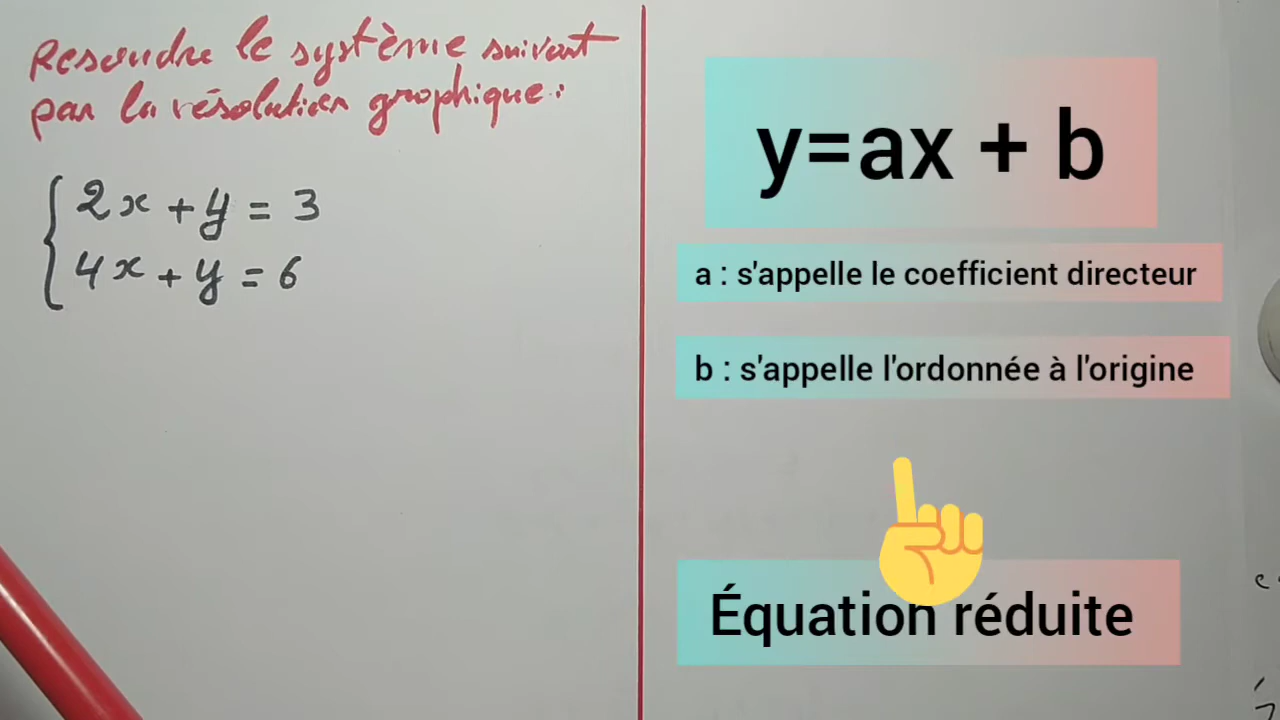 Resoudre le système suivant
par la résolution graphique :
2x + y = 3
4x + y = 6
y=ax + b
a : s'appelle le coefficient directeur
b : s'appelle l'ordonnée à l'origine
Équation réduite